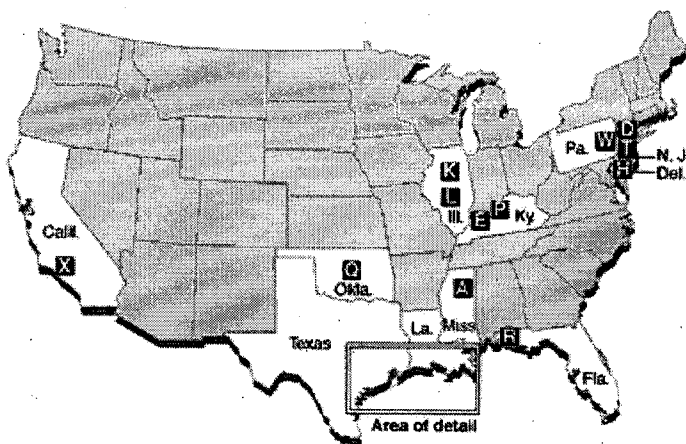 D
Pa. W
T
N. J.
H Del.
K
L
Ill.
P
E Ky.
Calif.
X
Q
Okla.
A
La. Miss.
Texas
R
Fla.
Area of detail